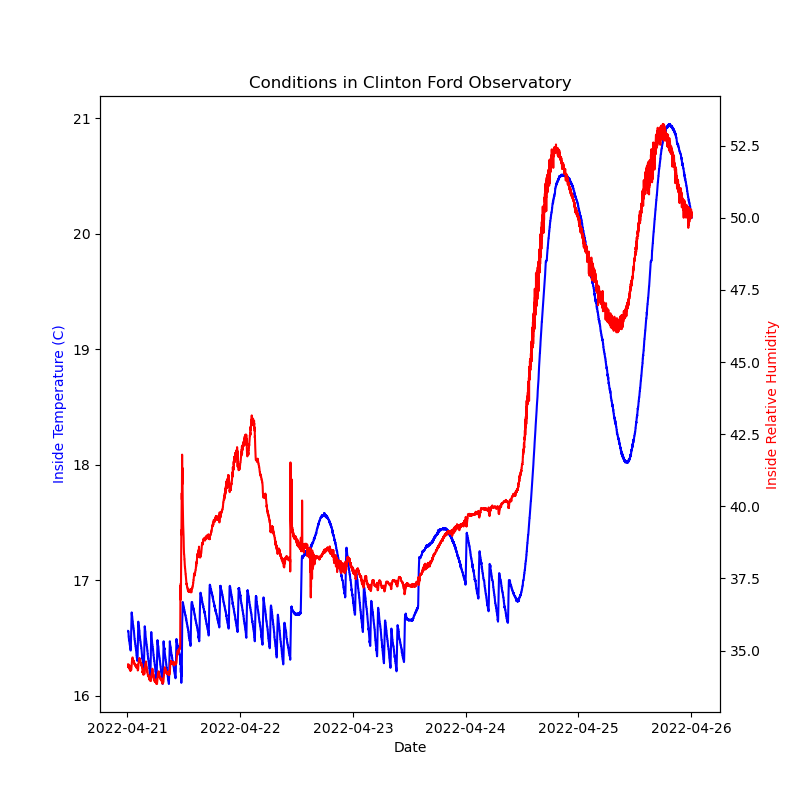 Conditions in Clinton Ford Observatory
21
20
19
18
17
16
Inside Temperature (C)
52.5
50.0
47.5
45.0
42.5
40.0
37.5
35.0
Inside Relative Humidity
2022-04-21 2022-04-22 2022-04-23 2022-04-24 2022-04-25 2022-04-26
Date